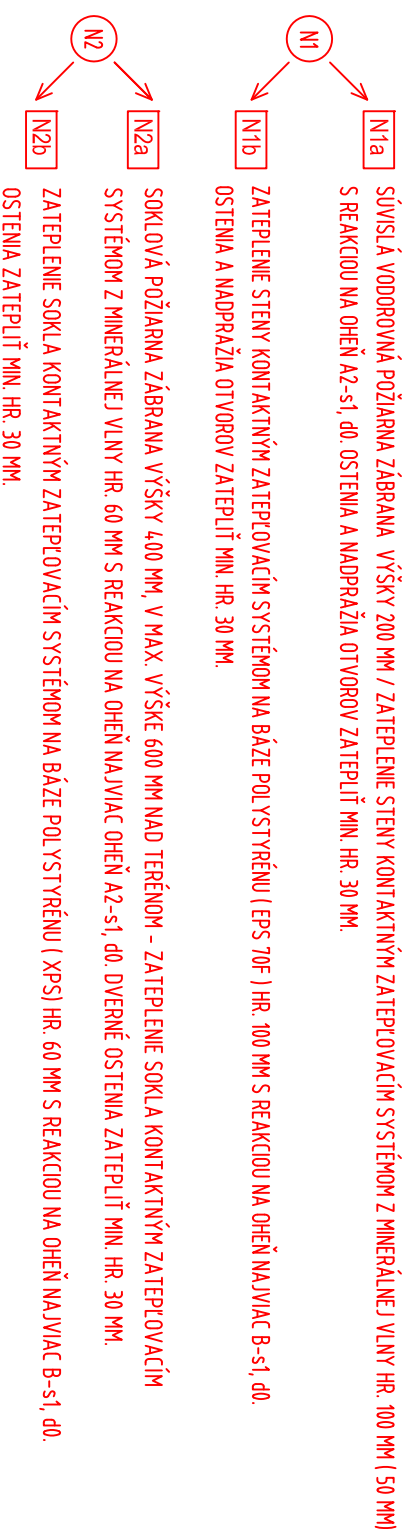 N1
N1a
SÚVISLÁ VODOROVNÁ POŽIARNA ZÁBRANA VÝŠKY 200 MM / ZATEPLENIE STENY KONTAKTNÝM ZATEPĽOVACÍM SYSTÉMOM Z MINERÁLNEJ VLNY HR. 100 MM ( 50 MM)
S REAKCIOU NA OHEŇ A2-s1, d0. OSTENIA A NADPRAŽIA OTVOROV ZATEPLIŤ MIN. HR. 30 MM.
N1b
ZATEPLENIE STENY KONTAKTNÝM ZATEPĽOVACÍM SYSTÉMOM NA BÁZE POLYSTYRÉNU ( EPS 70F ) HR. 100 MM S REAKCIOU NA OHEŇ NAJVIAC B-s1, d0.
OSTENIA A NADPRAŽIA OTVOROV ZATEPLIŤ MIN. HR. 30 MM.
N2
N2a
SOKLOVÁ POŽIARNA ZÁBRANA VÝŠKY 400 MM, V MAX. VÝŠKE 600 MM NAD TERÉNOM - ZATEPLENIE SOKLA KONTAKTNÝM ZATEPĽOVACÍM
SYSTÉMOM Z MINERÁLNEJ VLNY HR. 60 MM S REAKCIOU NA OHEŇ NAJVIAC OHEŇ A2-s1, d0. DVERNÉ OSTENIA ZATEPLIŤ MIN. HR. 30 MM.
N2b
ZATEPLENIE SOKLA KONTAKTNÝM ZATEPĽOVACÍM SYSTÉMOM NA BÁZE POLYSTYRÉNU ( XPS) HR. 60 MM S REAKCIOU NA OHEŇ NAJVIAC B-s1, d0.
OSTENIA ZATEPLIŤ MIN. HR. 30 MM.